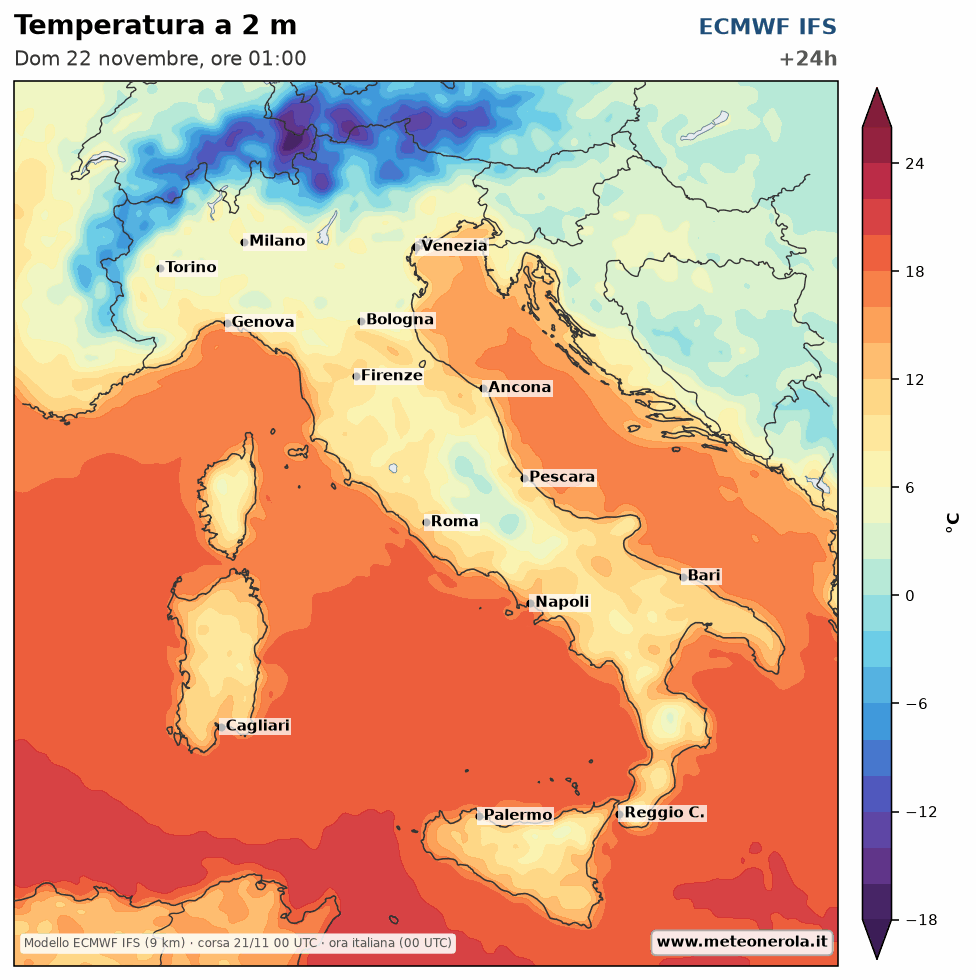 Temperatura a 2 m
ECMWF IFS
Dom 22 novembre, ore 01:00
+24h
Milano
Venezia
Torino
Genova
Bologna
Firenze
Ancona
Pescara
Roma
Bari
Napoli
Cagliari
Palermo
Reggio C.
24
18
12
6
0
−6
−12
−18
°C
Modello ECMWF IFS (9 km) · corsa 21/11 00 UTC · ora italiana (00 UTC)
www.meteonerola.it